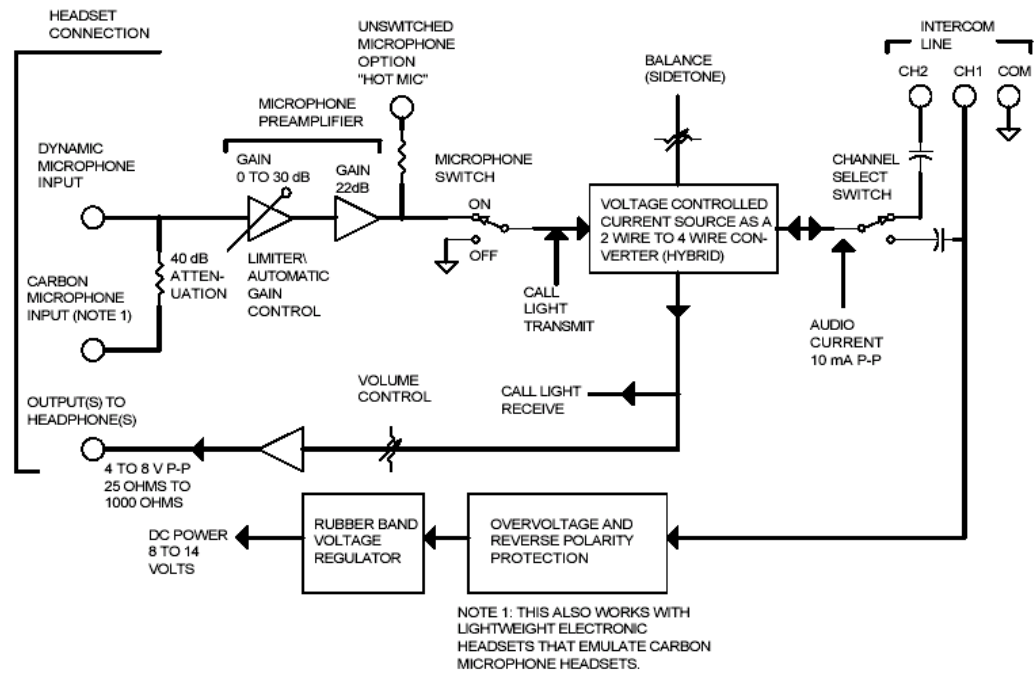 HEADSET
CONNECTION
UNSWITCHED
MICROPHONE
OPTION
"HOT MIC"
INTERCOM
LINE
CH2
CH1
COM
BALANCE
(SIDETONE)
MICROPHONE
PREAMPLIFIER
DYNAMIC
MICROPHONE
INPUT
GAIN
0 TO 30 dB
GAIN
22dB
MICROPHONE
SWITCH
ON
OFF
CHANNEL
SELECT
SWITCH
VOLTAGE CONTROLLED
CURRENT SOURCE AS A
2 WIRE TO 4 WIRE CON-
VERTER (HYBRID)
40 dB
ATTEN-
UATION
LIMITER\
AUTOMATIC
GAIN
CONTROL
CARBON
MICROPHONE
INPUT (NOTE 1)
CALL
LIGHT
TRANSMIT
AUDIO
CURRENT
10 mA P-P
OUTPUT(S) TO
HEADPHONE(S)
VOLUME
CONTROL
CALL LIGHT
RECEIVE
4 TO 8 V P-P
25 OHMS TO
1000 OHMS
DC POWER
8 TO 14
VOLTS
RUBBER BAND
VOLTAGE
REGULATOR
OVERVOLTAGE AND
REVERSE POLARITY
PROTECTION
NOTE 1: THIS ALSO WORKS WITH
LIGHTWEIGHT ELECTRONIC
HEADSETS THAT EMULATE CARBON
MICROPHONE HEADSETS.